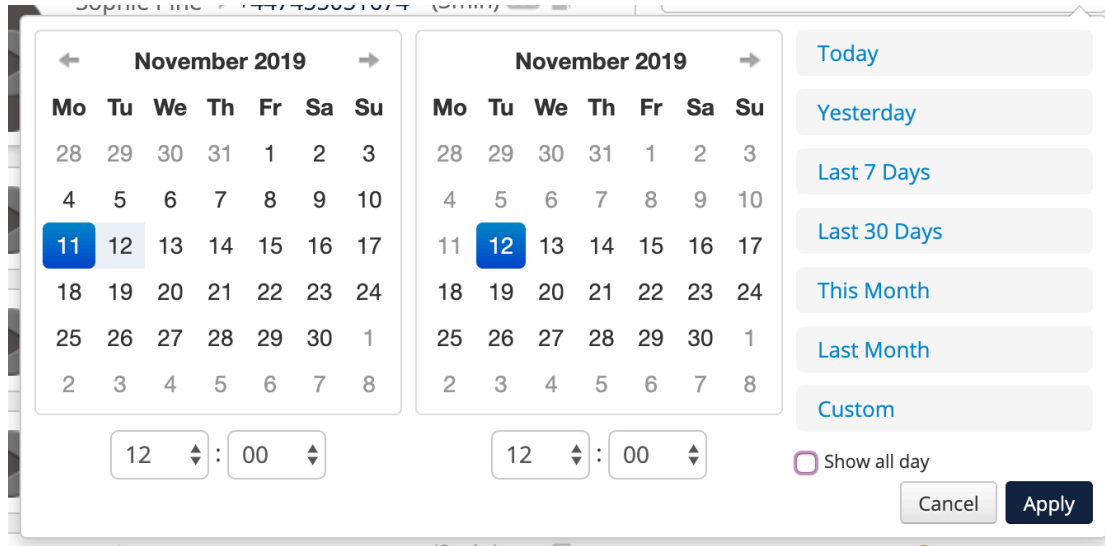 November 2019
Mo Tu We Th Fr Sa Su
28 29 30 31 1 2 3
4 5 6 7 8 9 10
11 12 13 14 15 16 17
18 19 20 21 22 23 24
25 26 27 28 29 30 1
2 3 4 5 6 7 8
12 : 00
November 2019
Mo Tu We Th Fr Sa Su
28 29 30 31 1 2 3
4 5 6 7 8 9 10
11 12 13 14 15 16 17
18 19 20 21 22 23 24
25 26 27 28 29 30 1
2 3 4 5 6 7 8
12 : 00
Today
Yesterday
Last 7 Days
Last 30 Days
This Month
Last Month
Custom
Show all day
Cancel
Apply